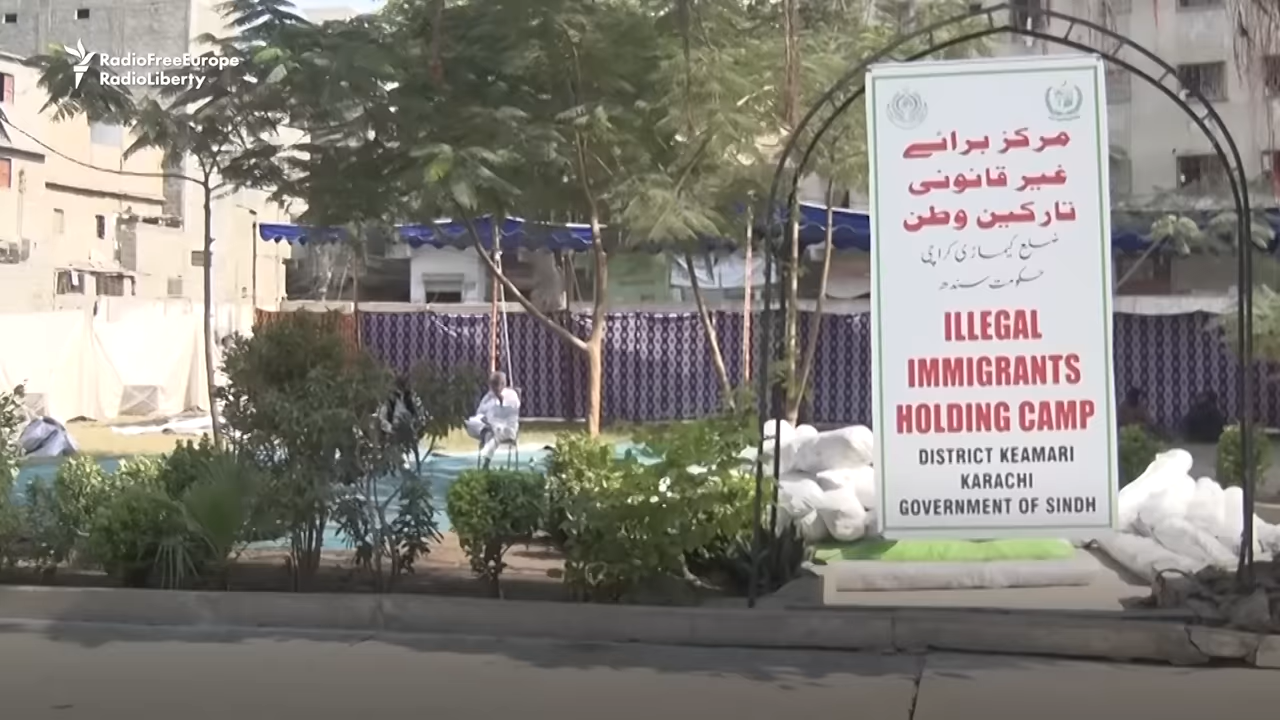 RadioFreeEurope
RadioLiberty
مرکز برائے
غیر قانونی
تارکین وطن
ضلع کیماڑی کراچی
حکومت سندھ
ILLEGAL
IMMIGRANTS
HOLDING CAMP
DISTRICT KEAMARI
KARACHI
GOVERNMENT OF SINDH